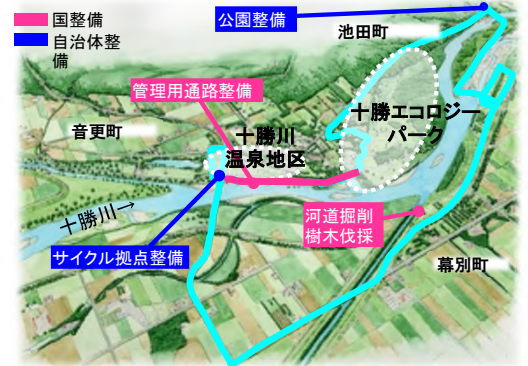 国整備
自治体整
備
公園整備
池田町
管理用通路整備
音更町
十勝川
温泉地区
十勝エコロジー
パーク
十勝川→
サイクル拠点整備
河道掘削
樹木伐採
幕別町